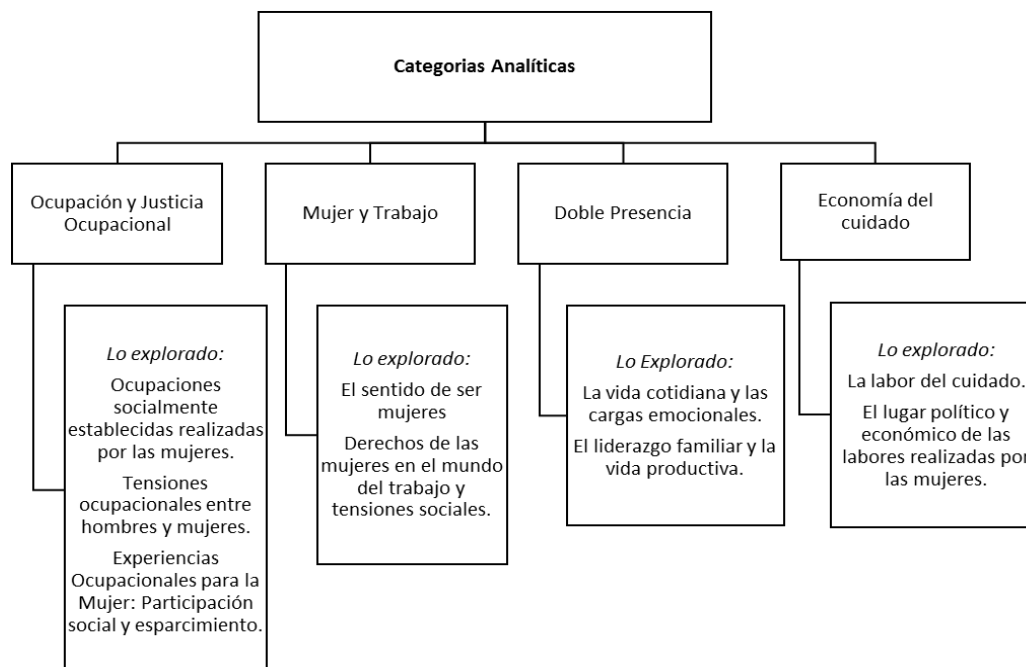 Categorias Analíticas
Ocupación y Justicia
Ocupacional
Mujer y Trabajo
Doble Presencia
Economía del
cuidado
Lo explorado:
Ocupaciones
socialmente
establecidas realizadas
por las mujeres.
Tensiones
ocupacionales entre
hombres y mujeres.
Experiencias
Ocupacionales para la
Mujer: Participación
social y esparcimiento.
Lo explorado:
El sentido de ser
mujeres
Derechos de las
mujeres en el mundo
del trabajo y
tensiones sociales.
Lo Explorado:
La vida cotidiana y las
cargas emocionales.
El liderazgo familiar y la
vida productiva.
Lo explorado:
La labor del cuidado.
El lugar político y
económico de las
labores realizadas por
las mujeres.